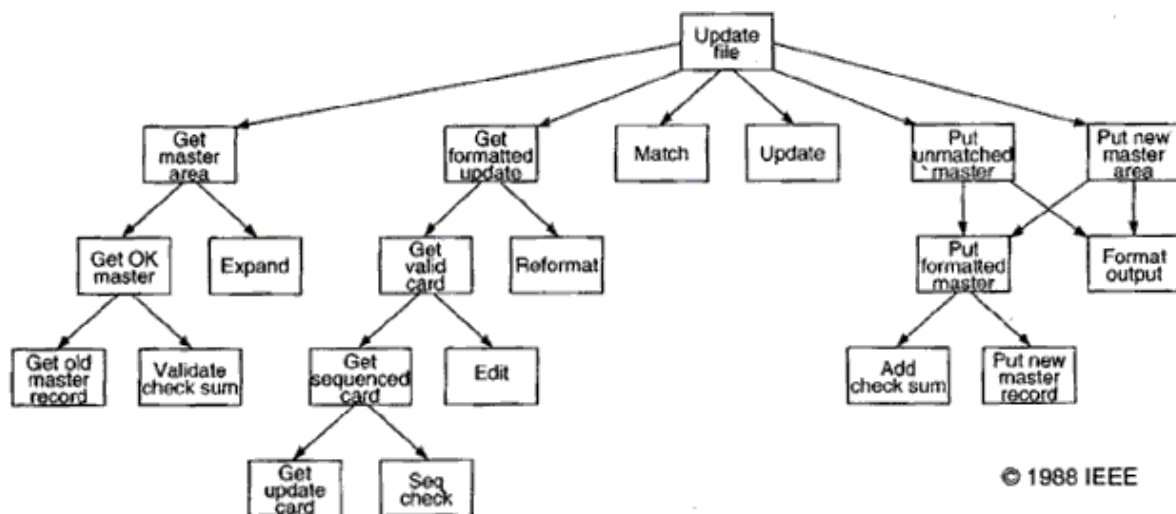 Update
file
Get
master
area
Get
formatted
update
Match
Update
Put
unmatched
master
Put new
master
area
Get OK
master
Expand
Get
valid
card
Reformat
Put
formatted
master
Format
output
Get old
master
record
Validate
check sum
Get
sequenced
card
Edit
Add
check sum
Put new
master
record
Get
update
card
Seq
check
© 1988 IEEE